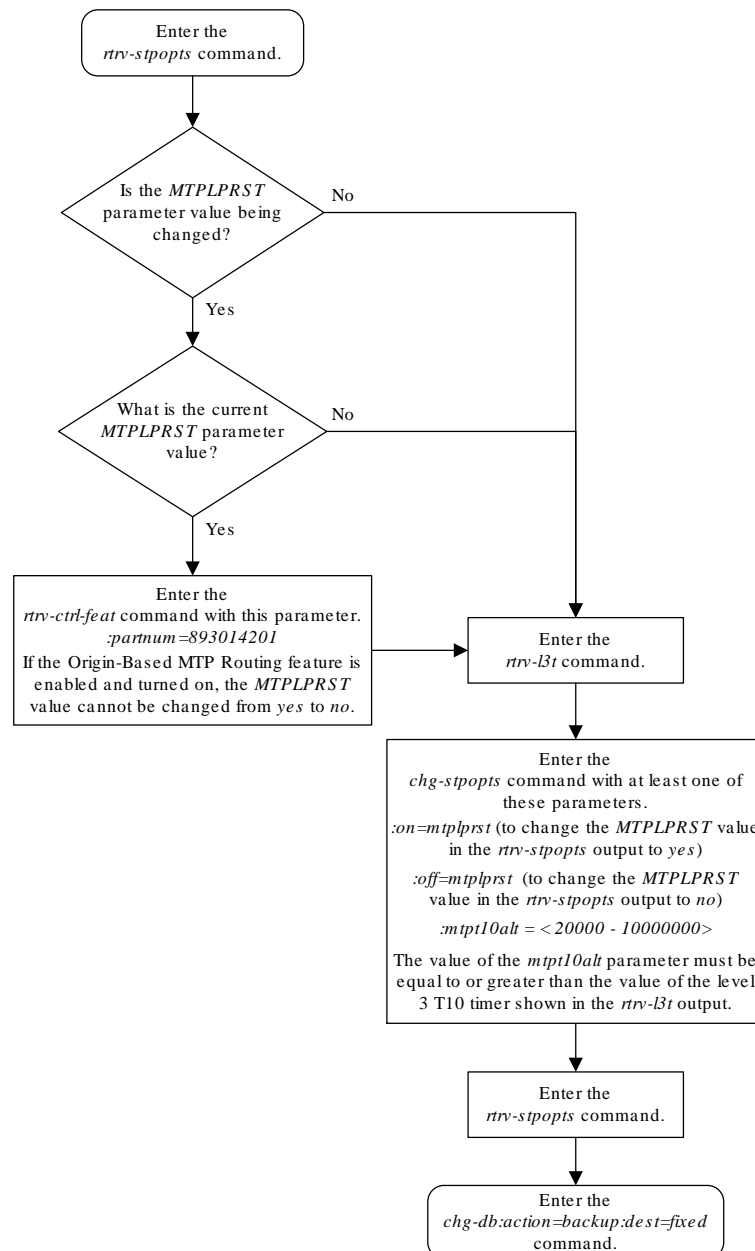 Enter the
rtrv-stpopts command.
Is the MTPLPRST
parameter value being
changed?
No
Yes
What is the current
MTPLPRST parameter
value?
No
Yes
Enter the
rtrv-ctrl-feat command with this parameter.
:partnum=893014201
If the Origin-Based MTP Routing feature is
enabled and turned on, the MTPLPRST
value cannot be changed from yes to no.
Enter the
rtrv-l3t command.
Enter the
chg-stpopts command with at least one of
these parameters.
:on=mtplprst (to change the MTPLPRST value
in the rtrv-stpopts output to yes)
:off=mtplprst (to change the MTPLPRST
value in the rtrv-stpopts output to no)
:mtpt10alt = <20000 - 10000000>
The value of the mtpt10alt parameter must be
equal to or greater than the value of the level
3 T10 timer shown in the rtrv-l3t output.
Enter the
rtrv-stpopts command.
Enter the
chg-db:action=backup:dest=fixed
command.